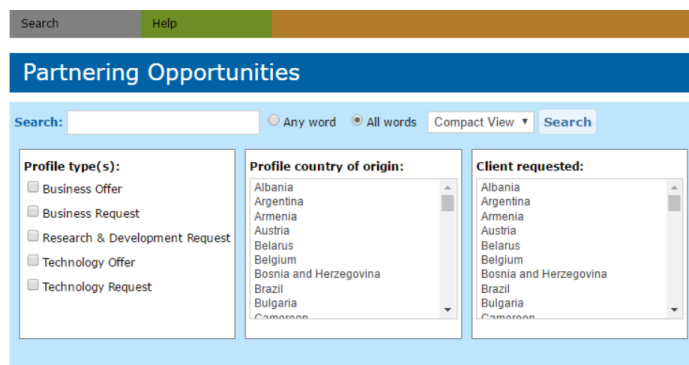 Search Help
Partnering Opportunities
Search: Any word All words Compact View Search
Profile type(s):
Business Offer
Business Request
Research & Development Request
Technology Offer
Technology Request
Profile country of origin:
Albania
Argentina
Armenia
Austria
Belarus
Belgium
Bosnia and Herzegovina
Brazil
Bulgaria
Cameroon
Client requested:
Albania
Argentina
Armenia
Austria
Belarus
Belgium
Bosnia and Herzegovina
Brazil
Bulgaria
Cameroon